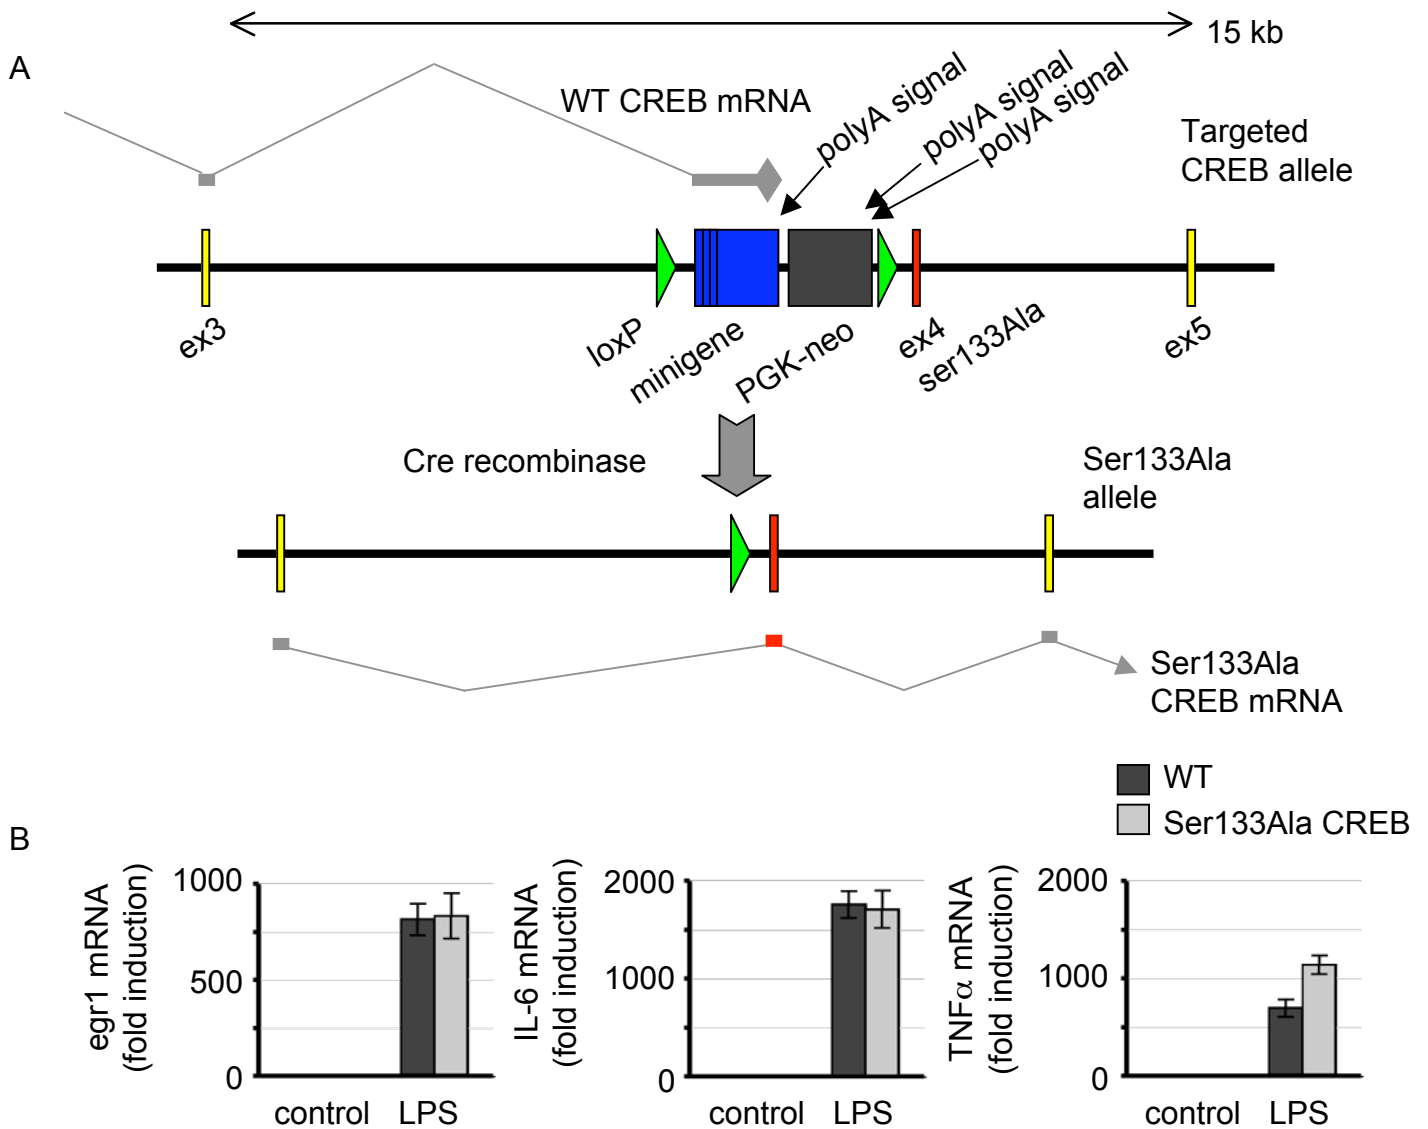 15 kb
A
WT CREB mRNA
polyA signal
polyA signal
polyA signal
Targeted
CREB allele
ex3
loxP
minigene
PGK-neo
ex4
ser133Ala
ex5
Cre recombinase
Ser133Ala
allele
Ser133Ala
CREB mRNA
WT
Ser133Ala CREB
B
egr1 mRNA
(fold induction)
1000
500
0
control
LPS
IL-6 mRNA
(fold induction)
2000
1000
0
control
LPS
TNFα mRNA
(fold induction)
2000
1000
0
control
LPS